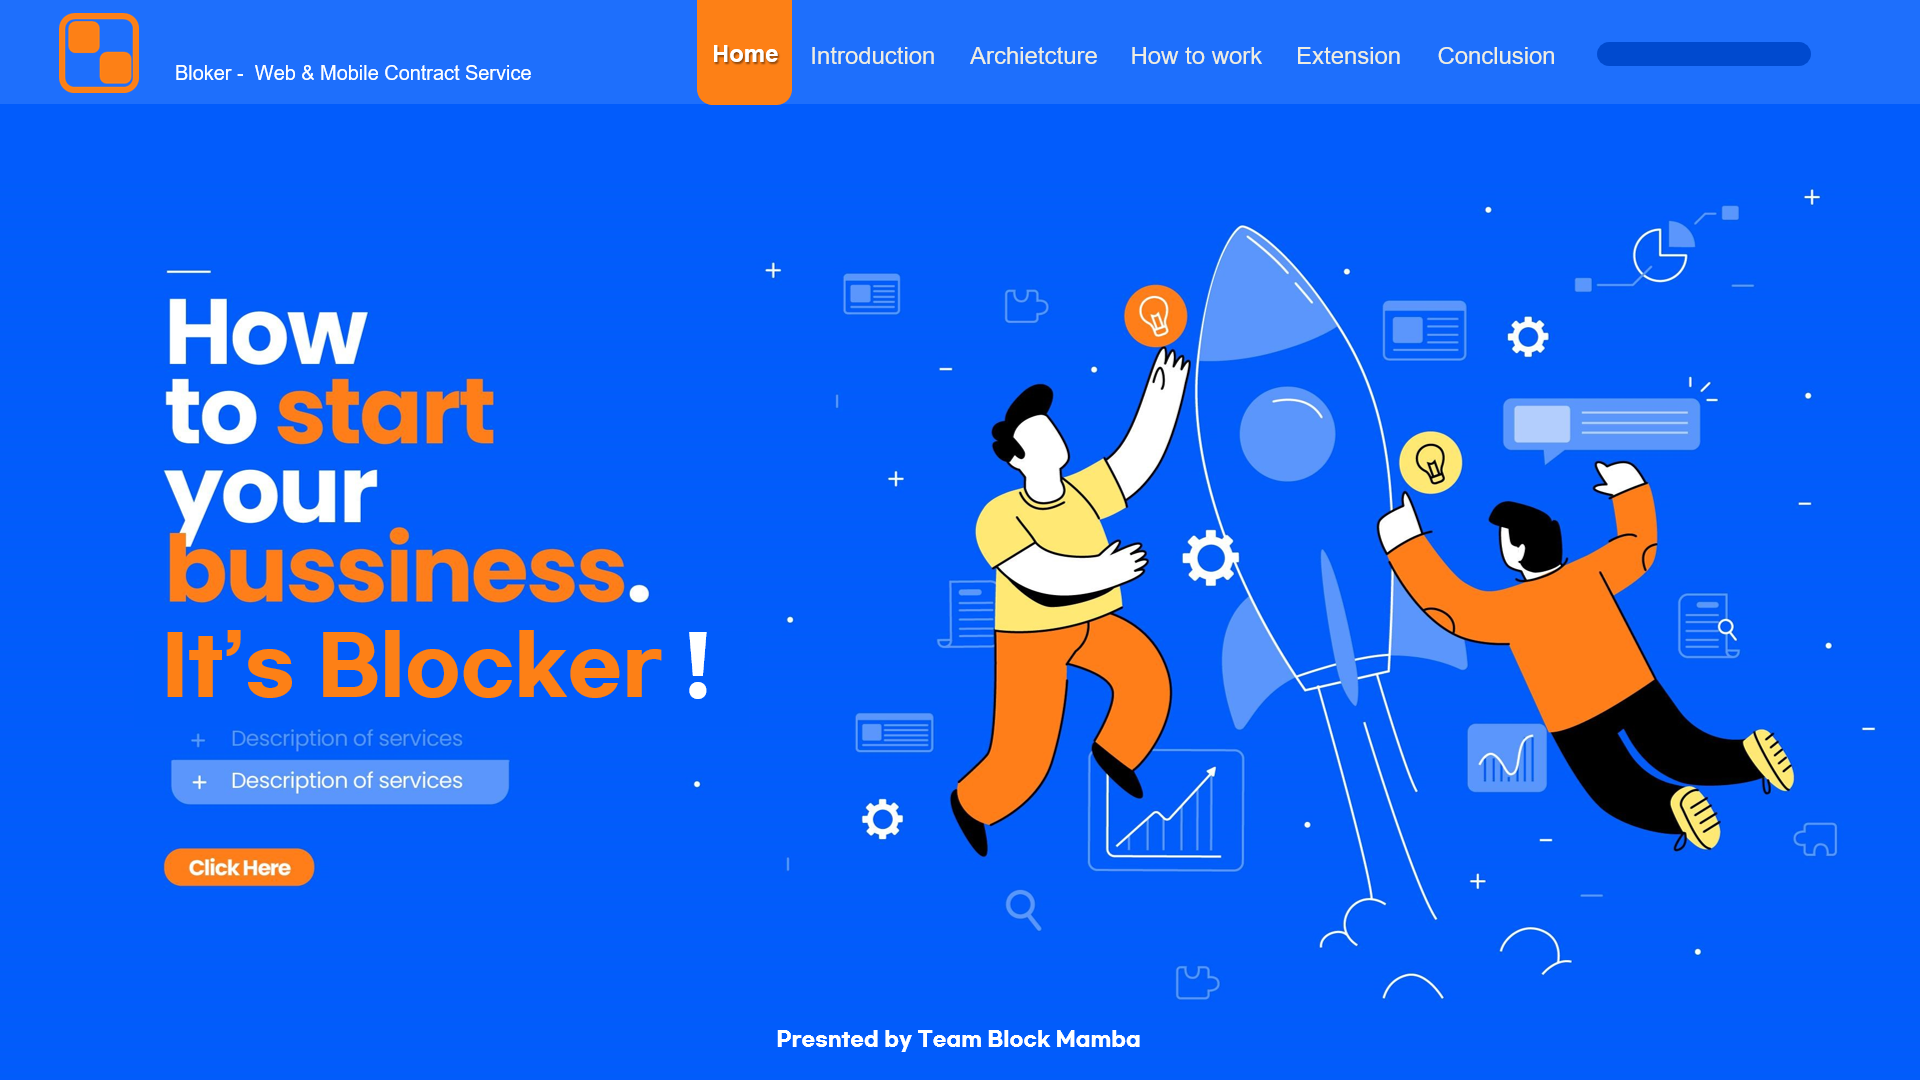 Bloker -  Web & Mobile Contract Service
Home
Introduction
Archietcture
How to work
Extension
Conclusion
How
to start
your
bussiness.
It's Blocker !
+ Description of services
+ Description of services
Click Here
Presnted by Team Block Mamba